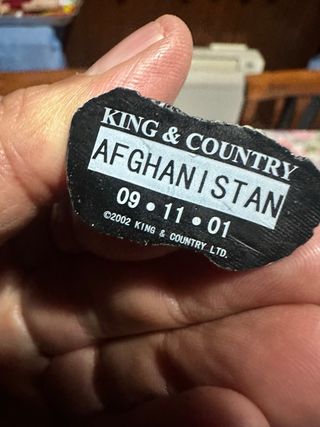 KING & COUNTRY
AFGHANISTAN
09 • 11 • 01
©2002 KING & COUNTRY LTD.